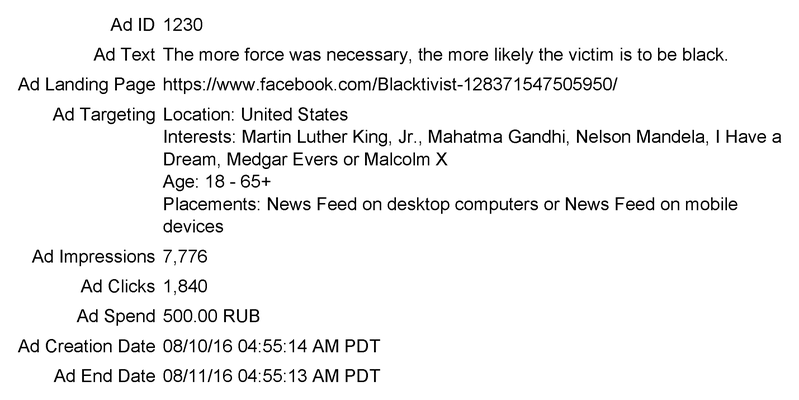 Ad ID 1230
Ad Text The more force was necessary, the more likely the victim is to be black.
Ad Landing Page https://www.facebook.com/Blacktivist-128371547505950/
Ad Targeting Location: United States
Interests: Martin Luther King, Jr., Mahatma Gandhi, Nelson Mandela, I Have a
Dream, Medgar Evers or Malcolm X
Age: 18 - 65+
Placements: News Feed on desktop computers or News Feed on mobile
devices
Ad Impressions 7,776
Ad Clicks 1,840
Ad Spend 500.00 RUB
Ad Creation Date 08/10/16 04:55:14 AM PDT
Ad End Date 08/11/16 04:55:13 AM PDT